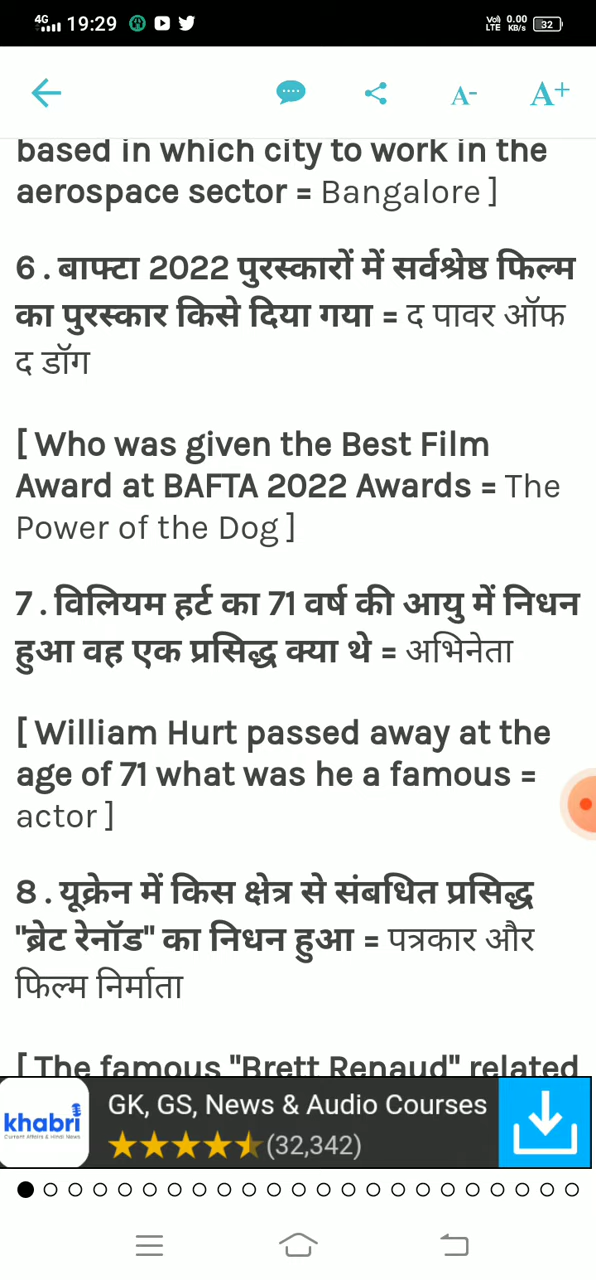 4G 19:29 Vo) LTE 0.00 KB/s 32
A- A+
based in which city to work in the
aerospace sector = Bangalore ]
6 . बाफ्टा 2022 पुरस्कारों में सर्वश्रेष्ठ फिल्म
का पुरस्कार किसे दिया गया = द पावर ऑफ
द डॉग
[ Who was given the Best Film
Award at BAFTA 2022 Awards = The
Power of the Dog ]
7 . विलियम हर्ट का 71 वर्ष की आयु में निधन
हुआ वह एक प्रसिद्ध क्या थे = अभिनेता
[ William Hurt passed away at the
age of 71 what was he a famous =
actor ]
8 . यूक्रेन में किस क्षेत्र से संबधित प्रसिद्ध
"ब्रेट रेनॉड" का निधन हुआ = पत्रकार और
फिल्म निर्माता
[ The famous "Brett Renaud" related
khabri
Current Affairs & Hindi News
GK, GS, News & Audio Courses
(32,342)